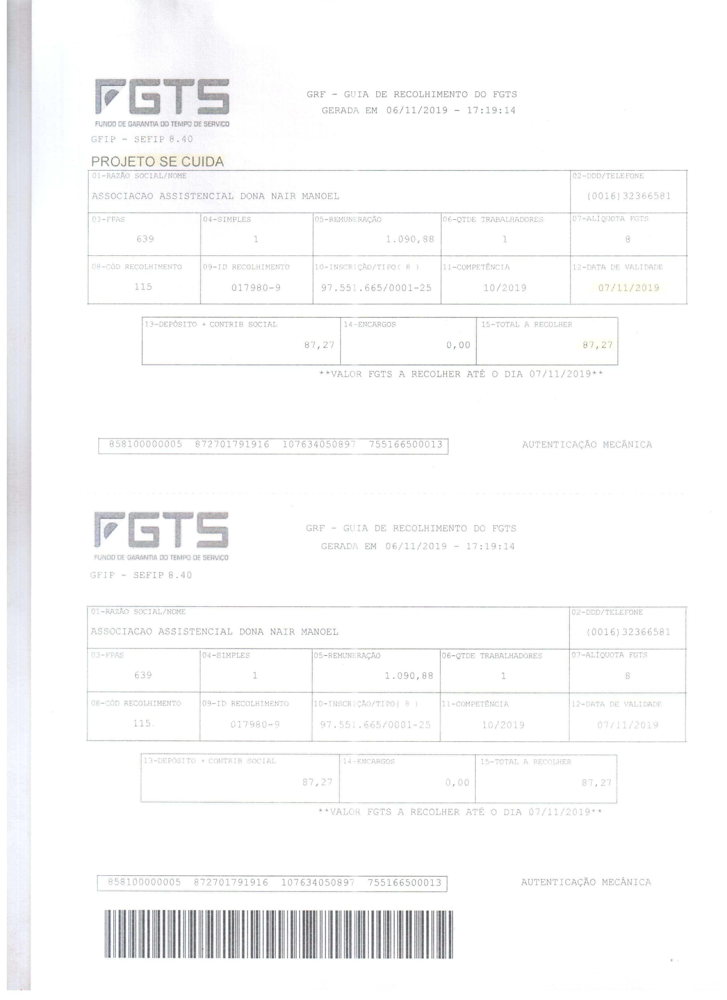 FGTS
FUNDO DE GARANTIA DO TEMPO DE SERVIÇO
GRF - GUIA DE RECOLHIMENTO DO FGTS
GERADA EM 06/11/2019 - 17:19:14
GFIP - SEFIP 8.40
PROJETO SE CUIDA
01-RAZÃO SOCIAL/NOME 02-DDD/TELEFONE
ASSOCIACAO ASSISTENCIAL DONA NAIR MANOEL (0016)32366581
03-FPAS 04-SIMPLES 05-REMUNERAÇÃO 06-QTDE TRABALHADORES 07-ALÍQUOTA FGTS
639 1 1.090,88 1 8
08-CÓD RECOLHIMENTO 09-ID RECOLHIMENTO 10-INSCRIÇÃO/TIPO( 8 ) 11-COMPETÊNCIA 12-DATA DE VALIDADE
115 017980-9 97.551.665/0001-25 10/2019 07/11/2019
13-DEPÓSITO + CONTRIB SOCIAL 14-ENCARGOS 15-TOTAL A RECOLHER
87,27 0,00 87,27
**VALOR FGTS A RECOLHER ATÉ O DIA 07/11/2019**
858100000005 872701791916 107634050897 755166500013 AUTENTICAÇÃO MECÂNICA
FGTS
FUNDO DE GARANTIA DO TEMPO DE SERVIÇO
GRF - GUIA DE RECOLHIMENTO DO FGTS
GERADA EM 06/11/2019 - 17:19:14
GFIP - SEFIP 8.40
01-RAZÃO SOCIAL/NOME 02-DDD/TELEFONE
ASSOCIACAO ASSISTENCIAL DONA NAIR MANOEL (0016)32366581
03-FPAS 04-SIMPLES 05-REMUNERAÇÃO 06-QTDE TRABALHADORES 07-ALÍQUOTA FGTS
639 1 1.090,88 1 8
08-CÓD RECOLHIMENTO 09-ID RECOLHIMENTO 10-INSCRIÇÃO/TIPO( 8 ) 11-COMPETÊNCIA 12-DATA DE VALIDADE
115 017980-9 97.551.665/0001-25 10/2019 07/11/2019
13-DEPÓSITO + CONTRIB SOCIAL 14-ENCARGOS 15-TOTAL A RECOLHER
87,27 0,00 87,27
**VALOR FGTS A RECOLHER ATÉ O DIA 07/11/2019**
858100000005 872701791916 107634050897 755166500013 AUTENTICAÇÃO MECÂNICA